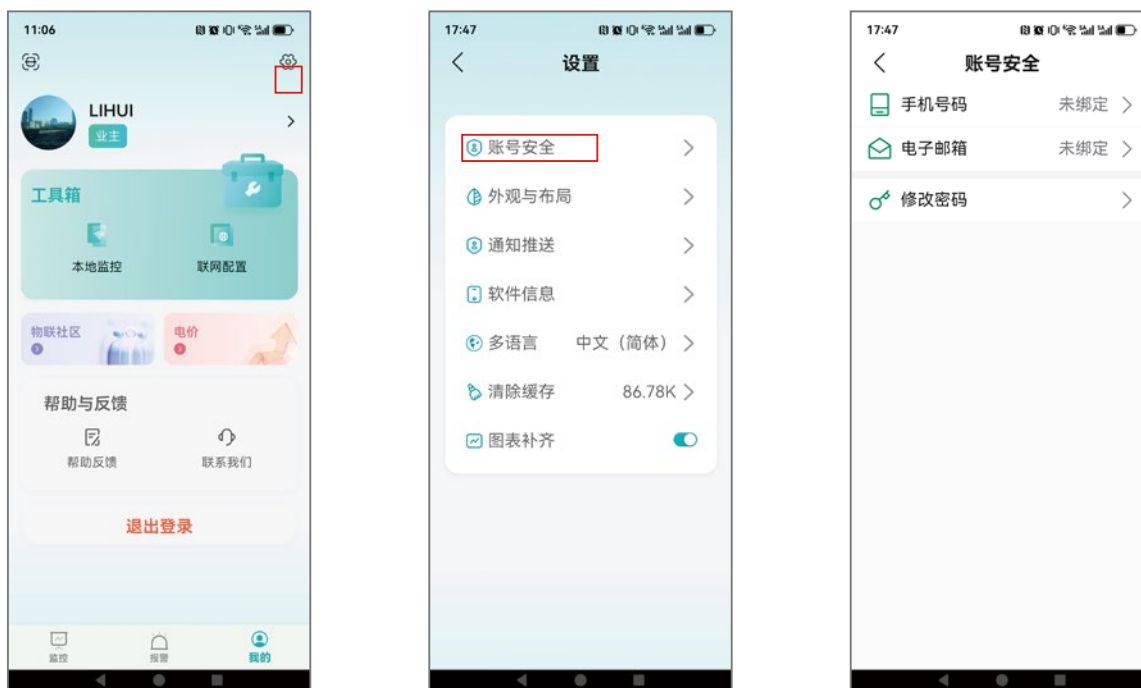 11:06
LIHUI
业主
工具箱
本地监控
联网配置
物联社区
电价
帮助与反馈
帮助反馈
联系我们
退出登录
监控
报警
我的
17:47
设置
账号安全
外观与布局
通知推送
软件信息
多语言 中文（简体）
清除缓存 86.78K
图表补齐
17:47
账号安全
手机号码 未绑定
电子邮箱 未绑定
修改密码